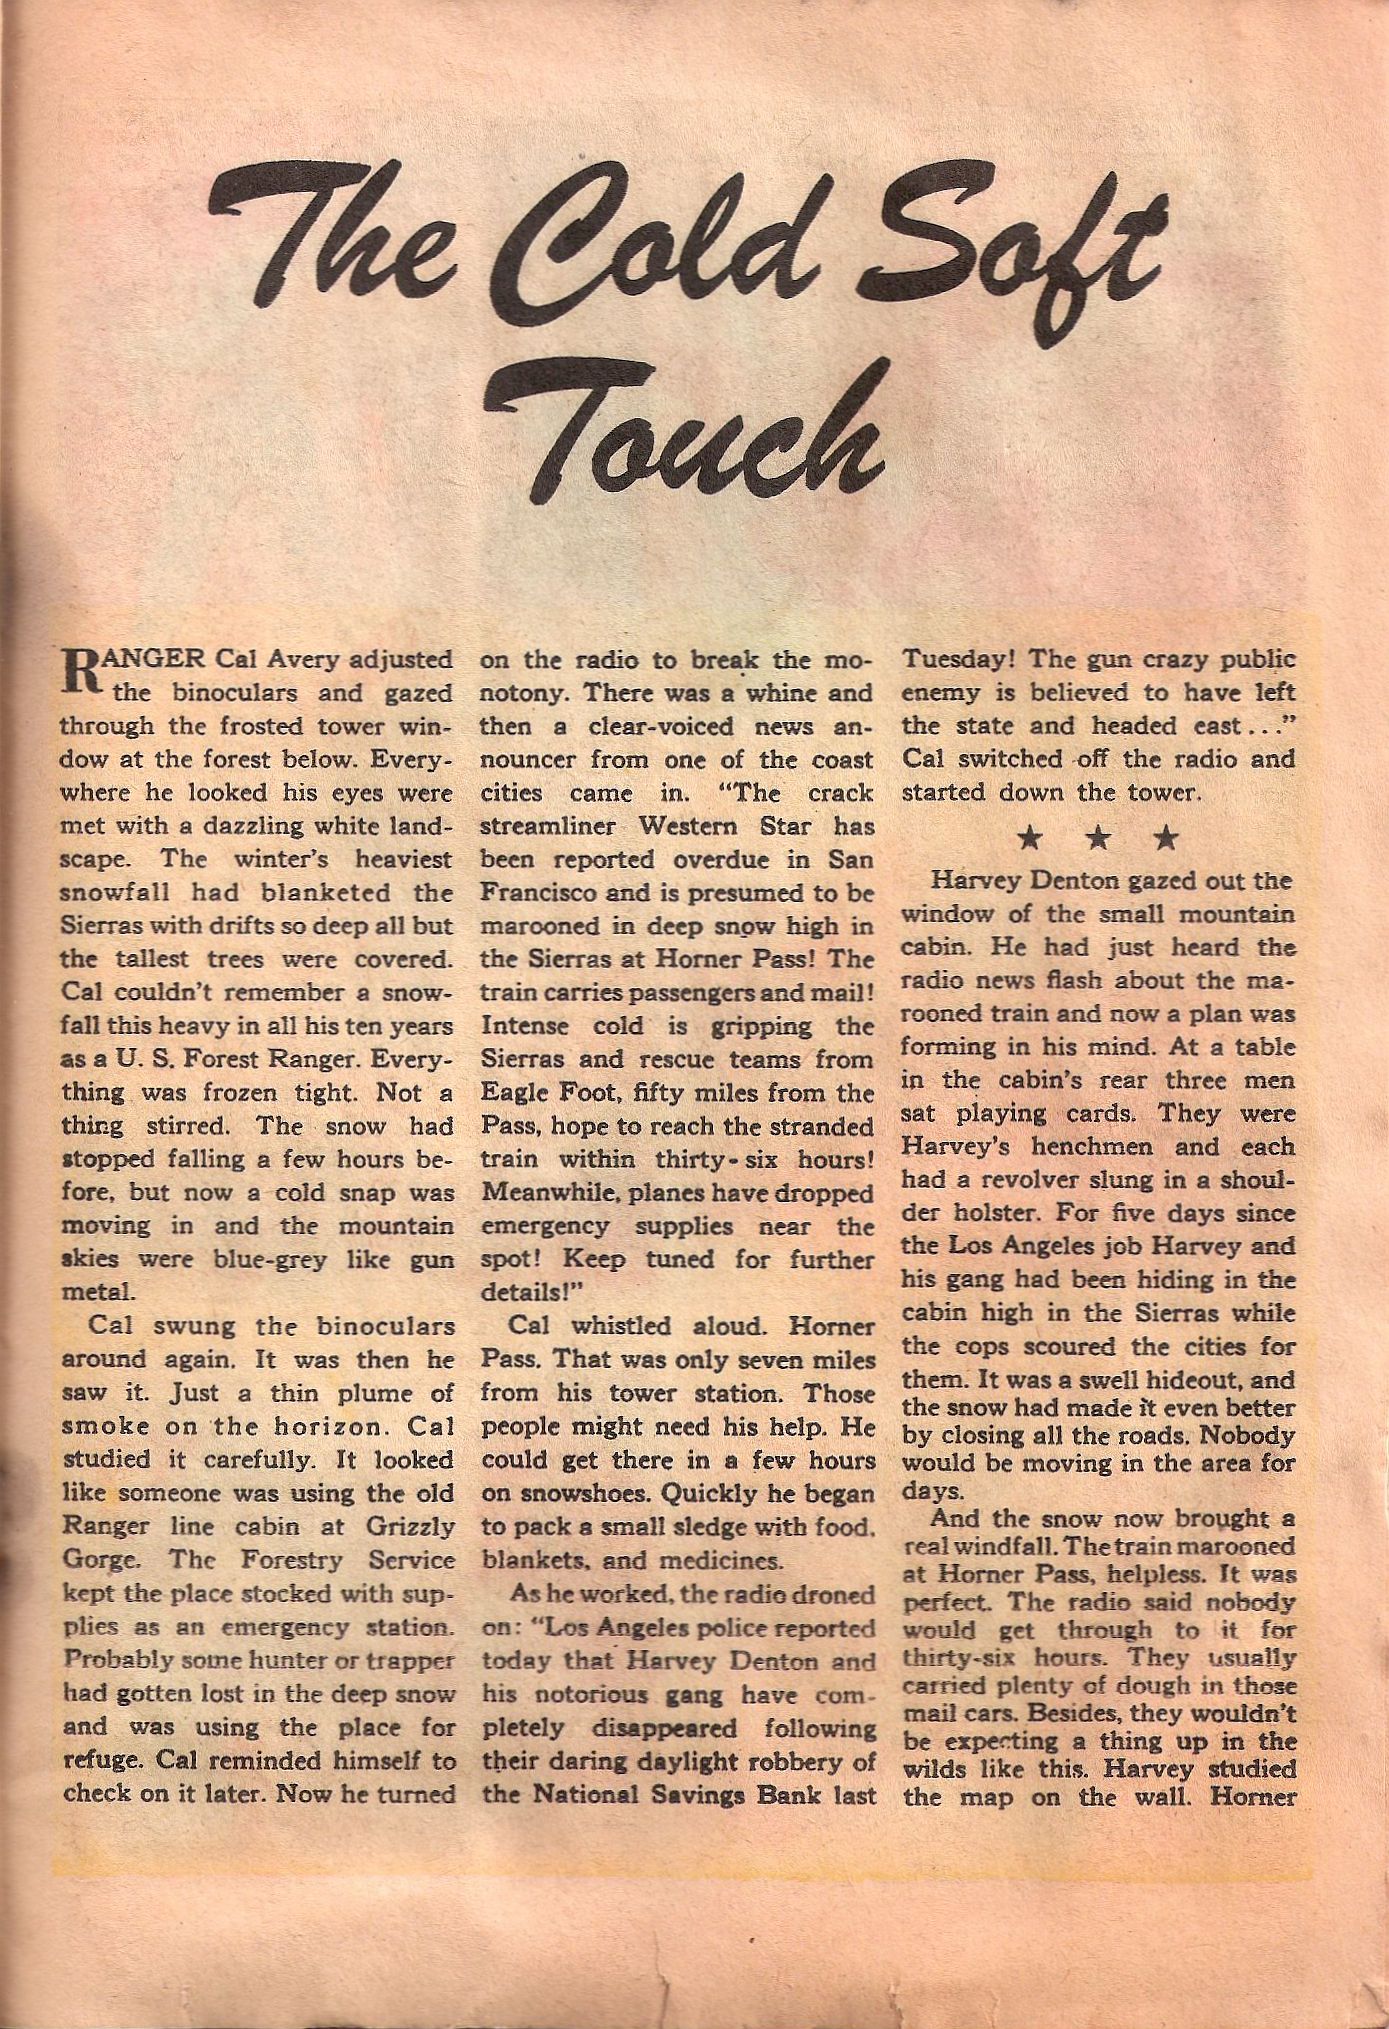 The Cold Soft
Touch
RANGER Cal Avery adjusted
the binoculars and gazed
through the frosted tower win-
dow at the forest below. Every-
where he looked his eyes were
met with a dazzling white land-
scape. The winter's heaviest
snowfall had blanketed the
Sierras with drifts so deep all but
the tallest trees were covered.
Cal couldn't remember a snow-
fall this heavy in all his ten years
as a U. S. Forest Ranger. Every-
thing was frozen tight. Not a
thing stirred. The snow had
stopped falling a few hours be-
fore, but now a cold snap was
moving in and the mountain
skies were blue-grey like gun
metal.
Cal swung the binoculars
around again. It was then he
saw it. Just a thin plume of
smoke on the horizon. Cal
studied it carefully. It looked
like someone was using the old
Ranger line cabin at Grizzly
Gorge. The Forestry Service
kept the place stocked with sup-
plies as an emergency station.
Probably some hunter or trapper
had gotten lost in the deep snow
and was using the place for
refuge. Cal reminded himself to
check on it later. Now he turned
on the radio to break the mo-
notony. There was a whine and
then a clear-voiced news an-
nouncer from one of the coast
cities came in. "The crack
streamliner Western Star has
been reported overdue in San
Francisco and is presumed to be
marooned in deep snow high in
the Sierras at Horner Pass! The
train carries passengers and mail!
Intense cold is gripping the
Sierras and rescue teams from
Eagle Foot, fifty miles from the
Pass, hope to reach the stranded
train within thirty-six hours!
Meanwhile, planes have dropped
emergency supplies near the
spot! Keep tuned for further
details!"
Cal whistled aloud. Horner
Pass. That was only seven miles
from his tower station. Those
people might need his help. He
could get there in a few hours
on snowshoes. Quickly he began
to pack a small sledge with food,
blankets, and medicines.
As he worked, the radio droned
on: "Los Angeles police reported
today that Harvey Denton and
his notorious gang have com-
pletely disappeared following
their daring daylight robbery of
the National Savings Bank last
Tuesday! The gun crazy public
enemy is believed to have left
the state and headed east..."
Cal switched off the radio and
started down the tower.
★ ★ ★
Harvey Denton gazed out the
window of the small mountain
cabin. He had just heard the
radio news flash about the ma-
rooned train and now a plan was
forming in his mind. At a table
in the cabin's rear three men
sat playing cards. They were
Harvey's henchmen and each
had a revolver slung in a shoul-
der holster. For five days since
the Los Angeles job Harvey and
his gang had been hiding in the
cabin high in the Sierras while
the cops scoured the cities for
them. It was a swell hideout, and
the snow had made it even better
by closing all the roads. Nobody
would be moving in the area for
days.
And the snow now brought a
real windfall. The train marooned
at Horner Pass, helpless. It was
perfect. The radio said nobody
would get through to it for
thirty-six hours. They usually
carried plenty of dough in those
mail cars. Besides, they wouldn't
be expecting a thing up in the
wilds like this. Harvey studied
the map on the wall. Horner